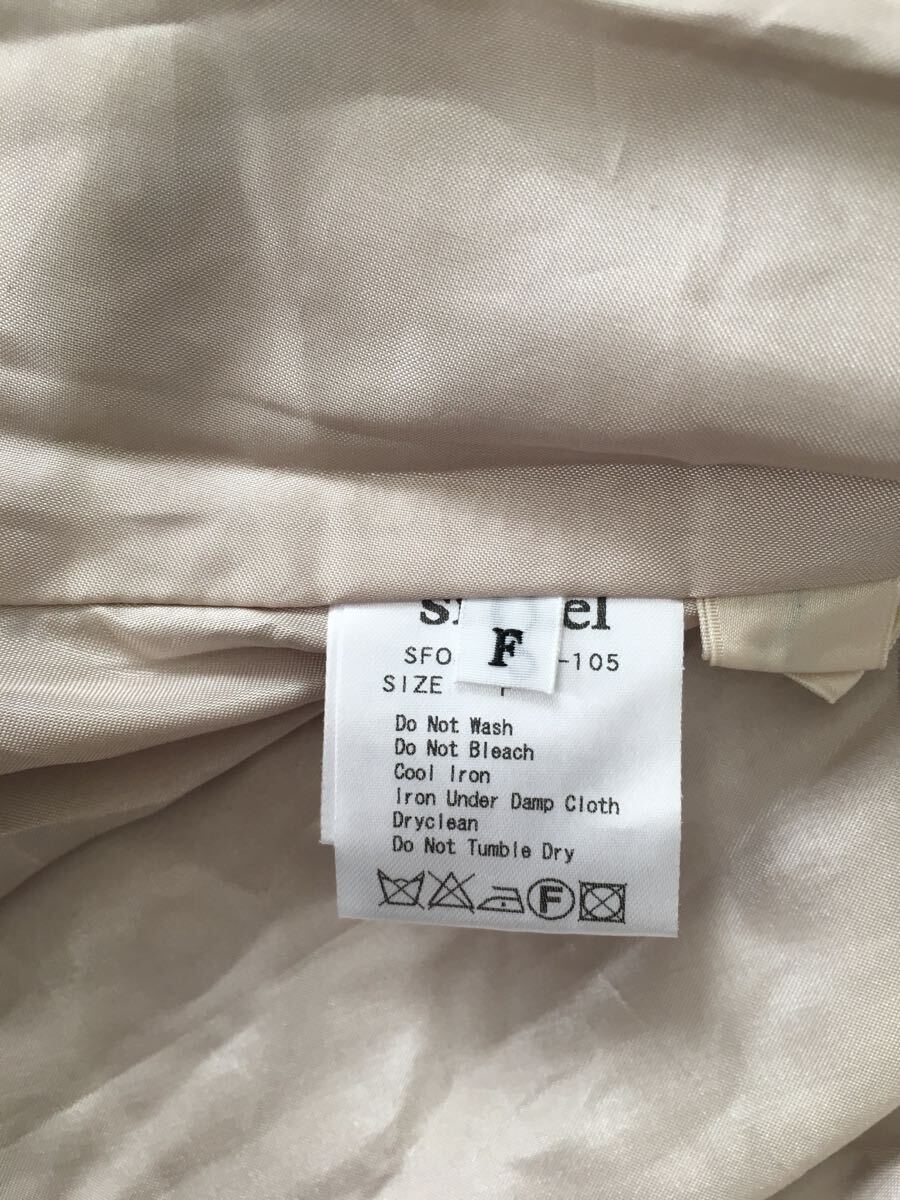 F
SFO -105
SIZE
Do Not Wash
Do Not Bleach
Cool Iron
Iron Under Damp Cloth
Dryclean
Do Not Tumble Dry
F